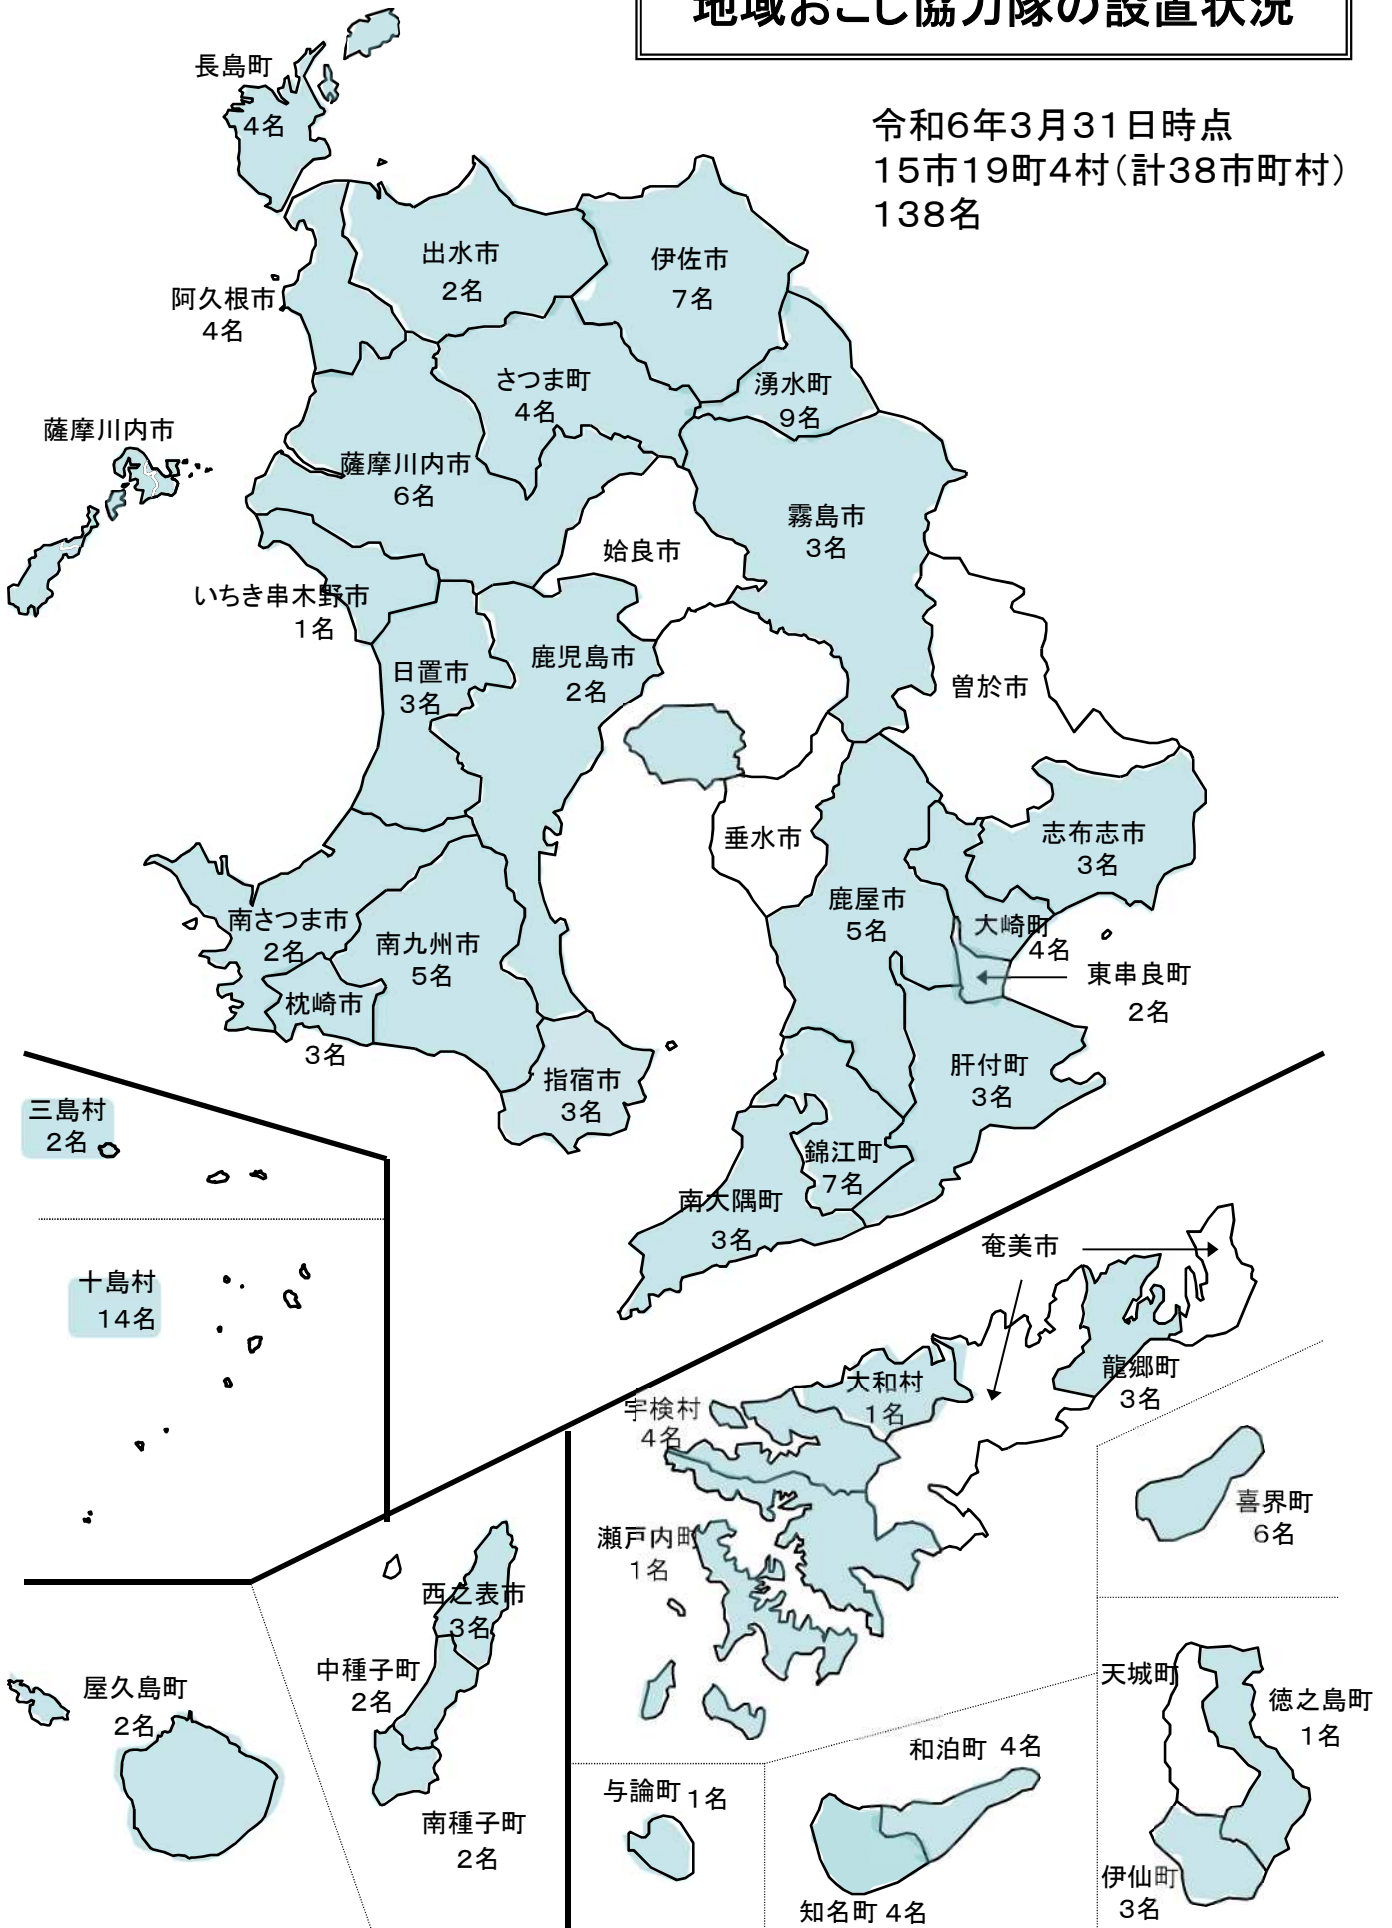 地域おこし協力隊の設置状況
令和6年3月31日時点
15市19町4村(計38市町村)
138名
長島町
4名
出水市
2名
伊佐市
7名
阿久根市
4名
さつま町
4名
湧水町
9名
薩摩川内市
薩摩川内市
6名
霧島市
3名
姶良市
いちき串木野市
1名
日置市
3名
鹿児島市
2名
曽於市
垂水市
志布志市
3名
鹿屋市
5名
大崎町
4名
南さつま市
2名
南九州市
5名
東串良町
2名
枕崎市
3名
指宿市
3名
肝付町
3名
錦江町
7名
南大隅町
3名
三島村
2名
十島村
14名
奄美市
龍郷町
3名
大和村
1名
宇検村
4名
瀬戸内町
1名
喜界町
6名
西之表市
3名
中種子町
2名
南種子町
2名
屋久島町
2名
天城町
徳之島町
1名
伊仙町
3名
和泊町 4名
与論町 1名
知名町 4名